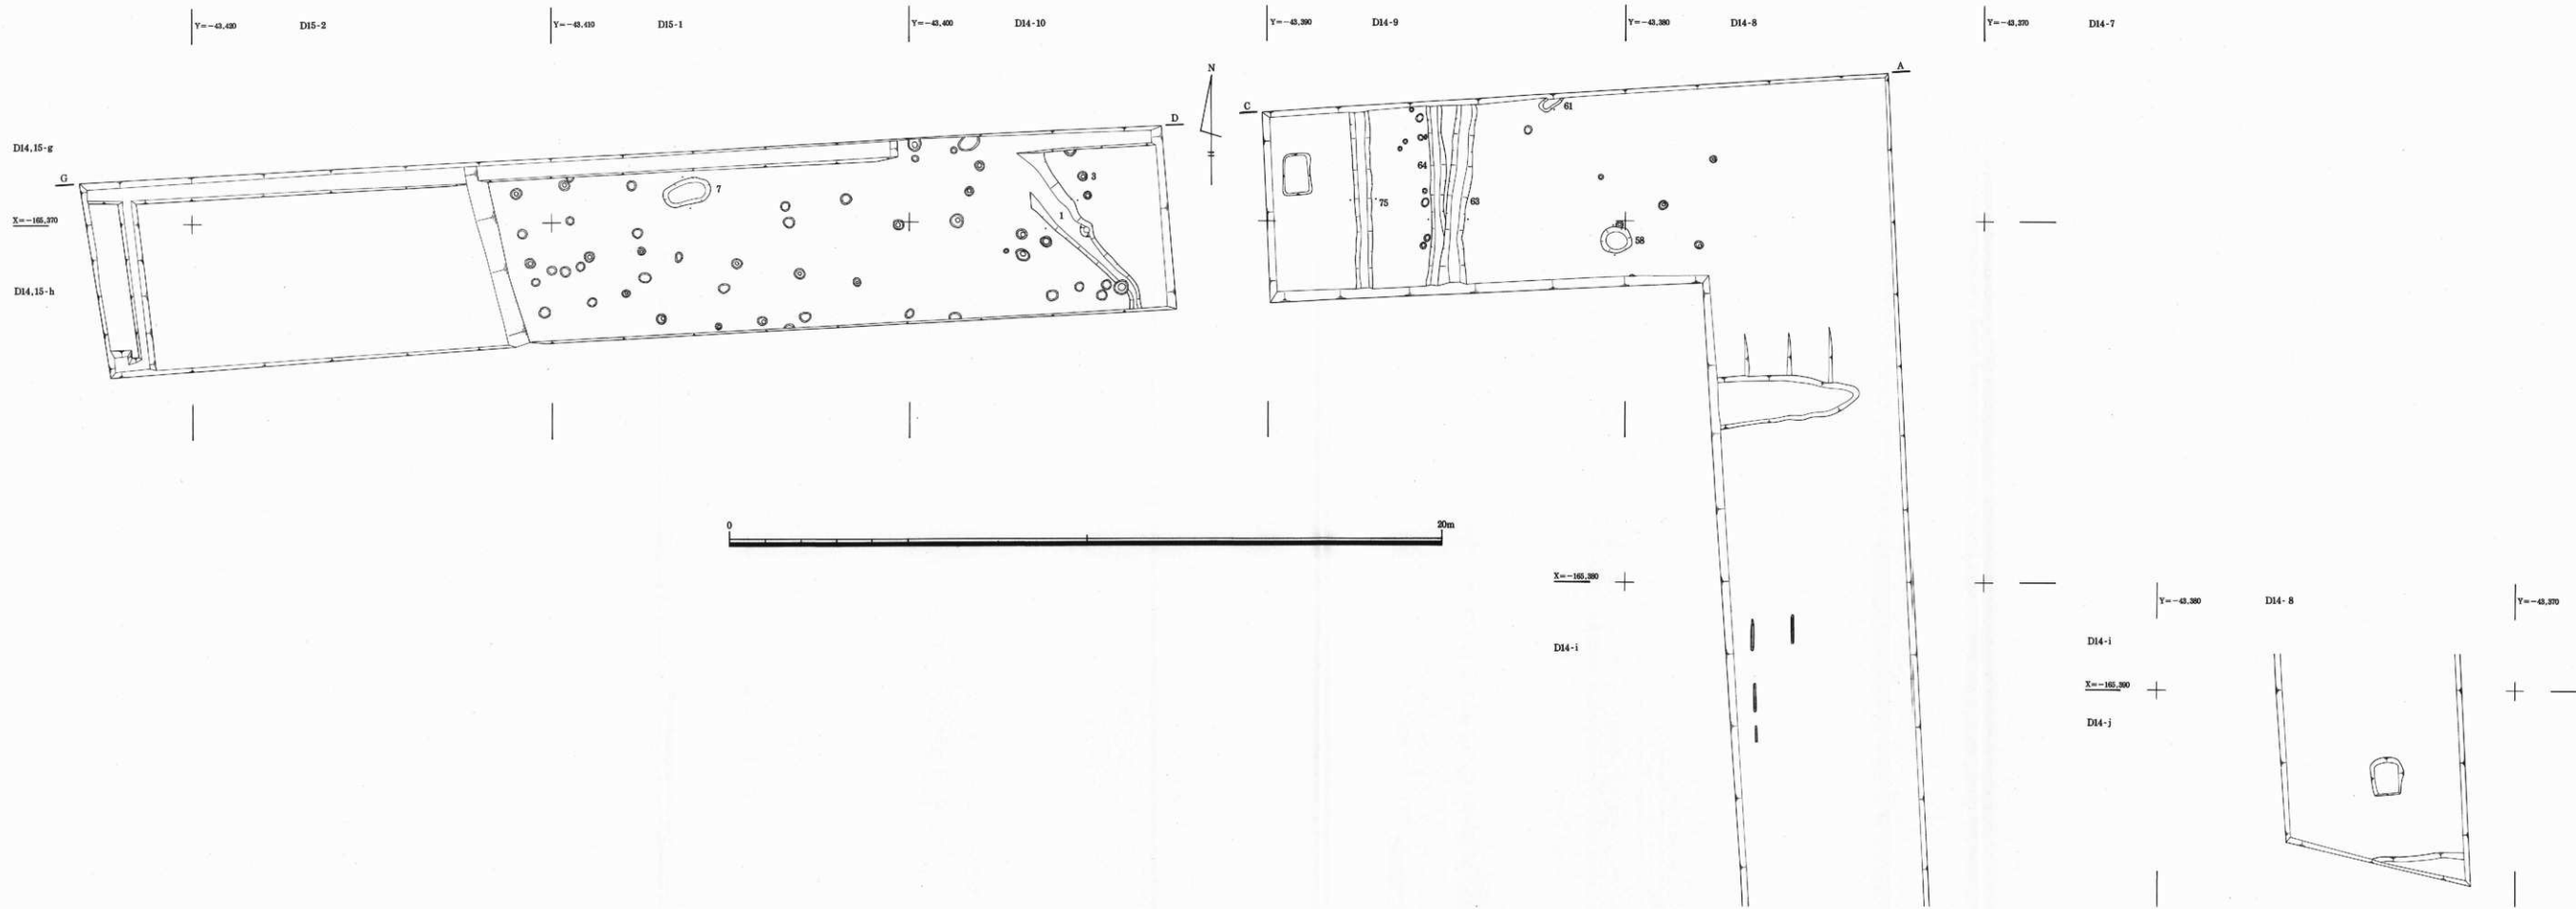 Y=-43,420 D15-2 Y=-43,410 D15-1 Y=-43,400 D14-10 Y=-43,390 D14-9 Y=-43,380 D14-8 Y=-43,370 D14-7
N
A
C
61
D
D14,15-g
64
3
G
7
75
63
1
X=-165,370
58
D14,15-h
0 20m
X=-165,380
Y=-43,380 D14-8 Y=-43,370
D14-i
D14-i
X=-165,390
D14-j